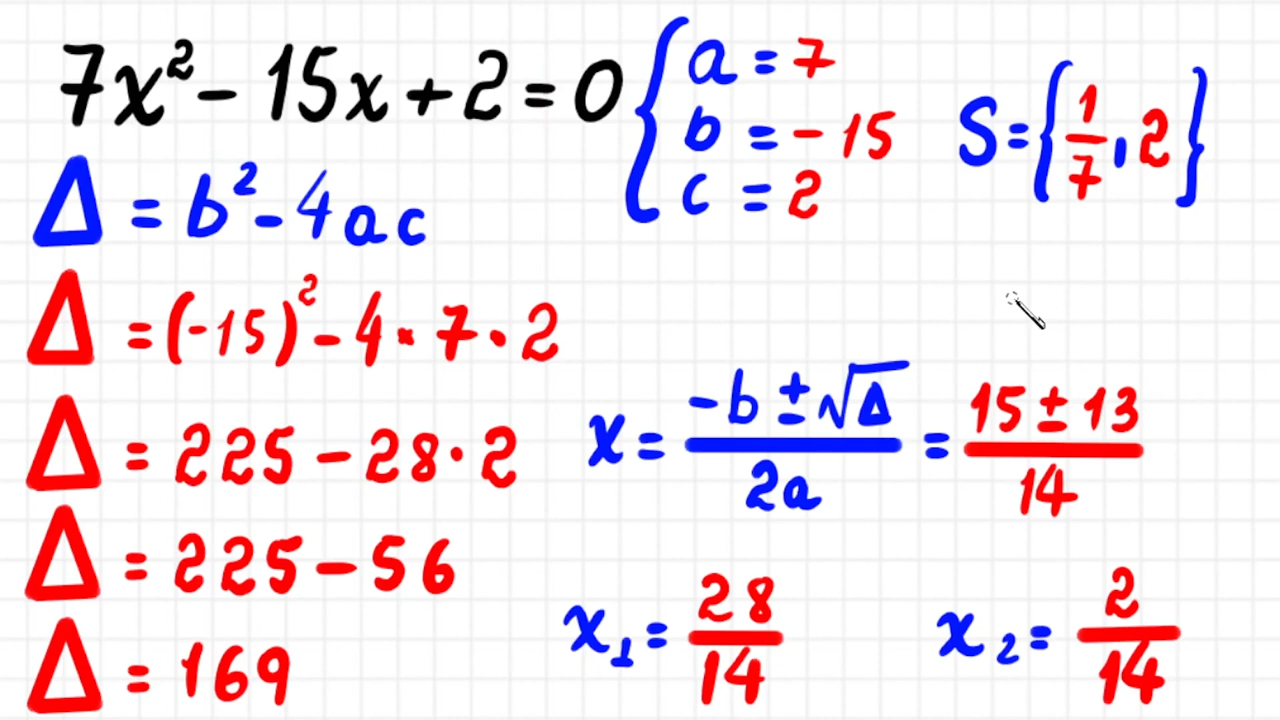 7x² - 15x + 2 = 0
{ a = 7
b = - 15
c = 2
S = { 1/7 , 2 }
Δ = b² - 4ac
Δ = (-15)² - 4 · 7 · 2
Δ = 225 - 28 · 2
Δ = 225 - 56
Δ = 169
x = (-b ± √Δ)/2a = (15 ± 13)/14
x₁ = 28/14
x₂ = 2/14